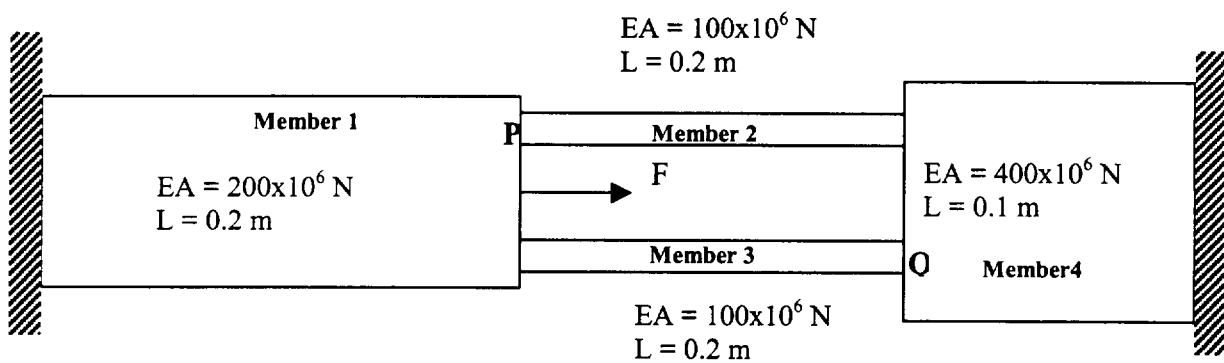 EA = 100x10⁶ N
L = 0.2 m
Member 1
P
Member 2
EA = 200x10⁶ N
L = 0.2 m
F
EA = 400x10⁶ N
L = 0.1 m
Member 3
Q
Member4
EA = 100x10⁶ N
L = 0.2 m